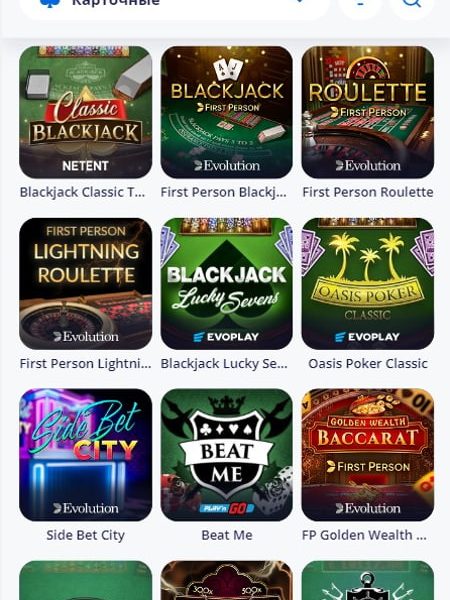 Карточные
Classic
BLACKJACK
NETENT
BLACKJACK
FIRST PERSON
Evolution
ROULETTE
FIRST PERSON
Evolution
Blackjack Classic T...
First Person Blackj...
First Person Roulette
FIRST PERSON
LIGHTNING
ROULETTE
Evolution
BLACKJACK
Lucky Sevens
EVOPLAY
OASIS POKER
CLASSIC
EVOPLAY
First Person Lightni...
Blackjack Lucky Se...
Oasis Poker Classic
Side Bet
CITY
Evolution
BEAT
ME
PLAY'n GO
GOLDEN WEALTH
BACCARAT
FIRST PERSON
Evolution
Side Bet City
Beat Me
FP Golden Wealth ...
300x
500x